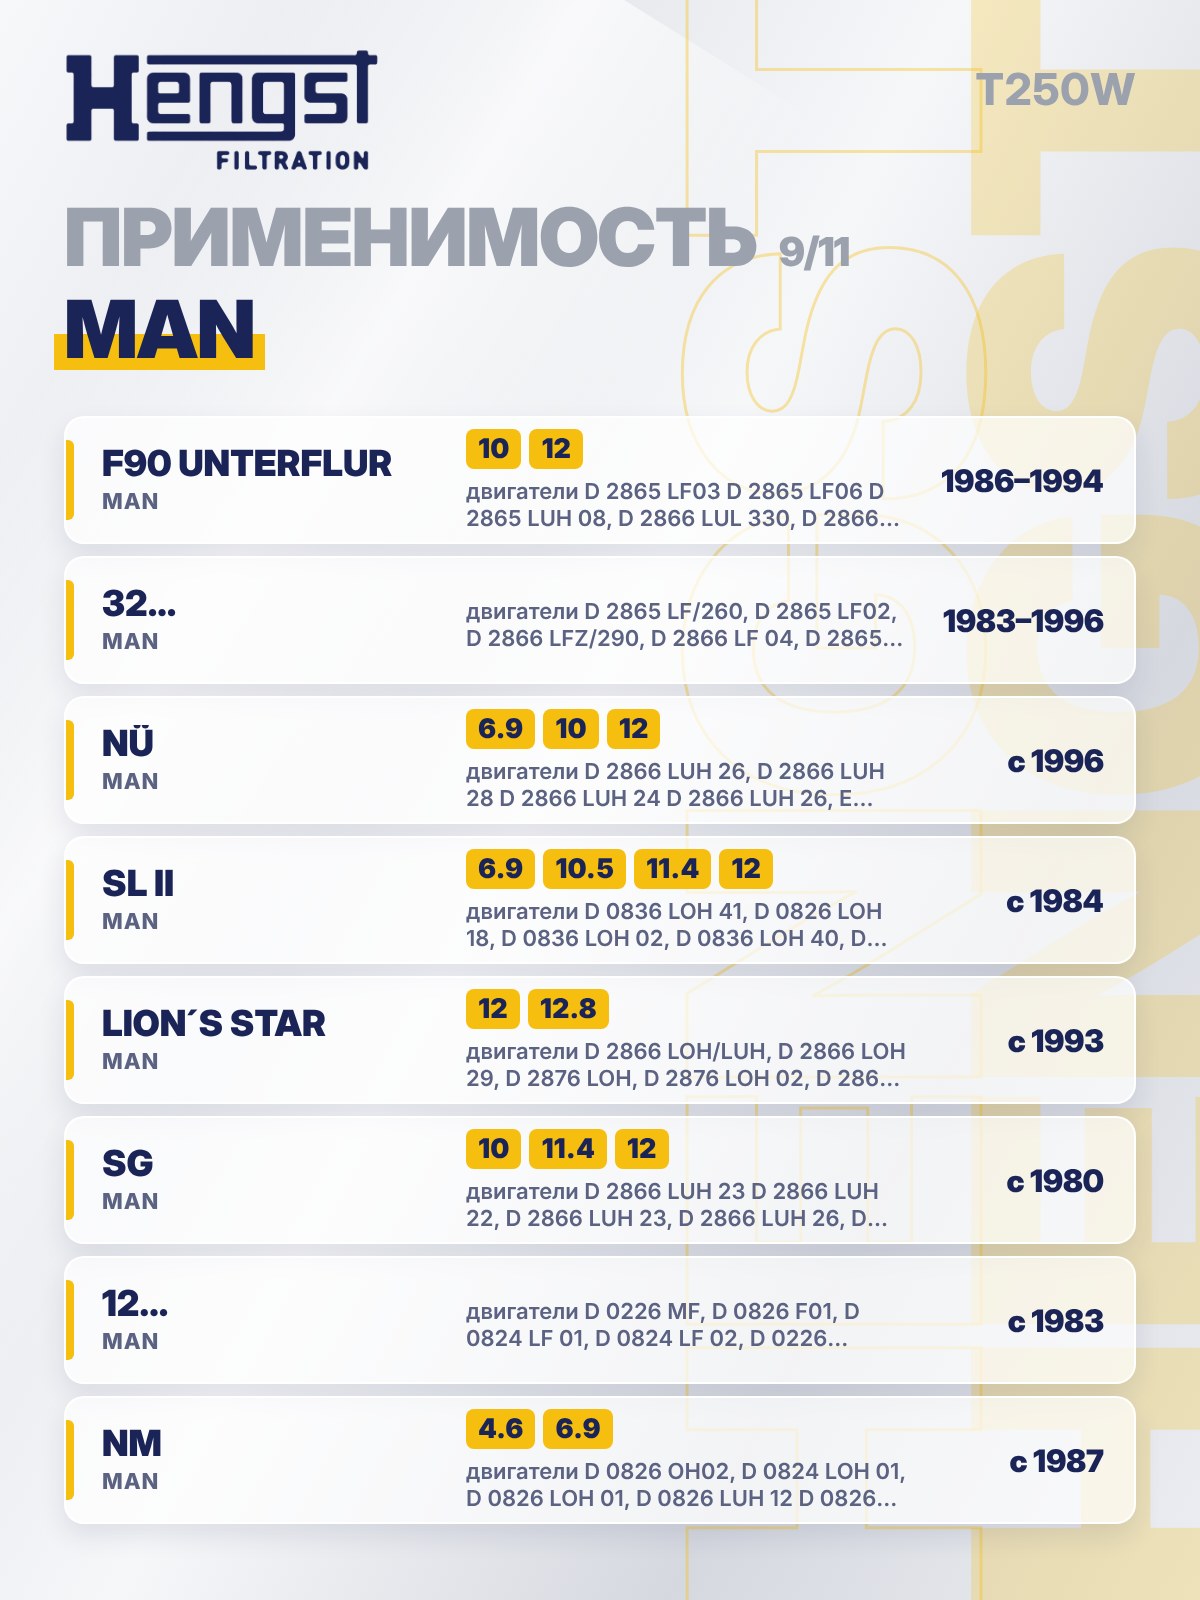 Hengst
FILTRATION
T250W
ПРИМЕНИМОСТЬ 9/11
MAN
F90 UNTERFLUR
MAN
10 12
двигатели D 2865 LF03 D 2865 LF06 D
2865 LUH 08, D 2866 LUL 330, D 2866...
1986–1994
32...
MAN
двигатели D 2865 LF/260, D 2865 LF02,
D 2866 LFZ/290, D 2866 LF 04, D 2865...
1983–1996
NÜ
MAN
6.9 10 12
двигатели D 2866 LUH 26, D 2866 LUH
28 D 2866 LUH 24 D 2866 LUH 26, E...
с 1996
SL II
MAN
6.9 10.5 11.4 12
двигатели D 0836 LOH 41, D 0826 LOH
18, D 0836 LOH 02, D 0836 LOH 40, D...
с 1984
LION´S STAR
MAN
12 12.8
двигатели D 2866 LOH/LUH, D 2866 LOH
29, D 2876 LOH, D 2876 LOH 02, D 286...
с 1993
SG
MAN
10 11.4 12
двигатели D 2866 LUH 23 D 2866 LUH
22, D 2866 LUH 23, D 2866 LUH 26, D...
с 1980
12...
MAN
двигатели D 0226 MF, D 0826 F01, D
0824 LF 01, D 0824 LF 02, D 0226...
с 1983
NM
MAN
4.6 6.9
двигатели D 0826 OH02, D 0824 LOH 01,
D 0826 LOH 01, D 0826 LUH 12 D 0826...
с 1987